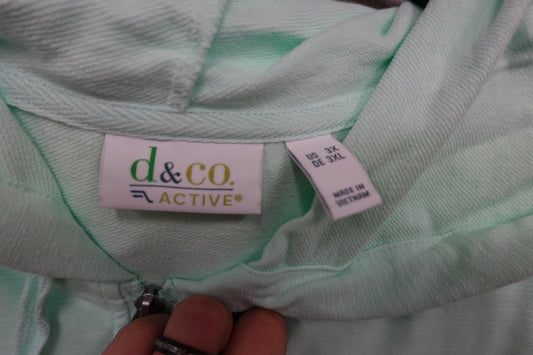 d&co.
ACTIVE®
US 3X
DE 3XL
MADE IN
VIETNAM